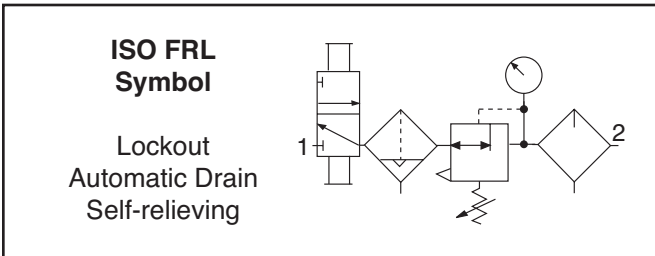 ISO FRL
Symbol
Lockout
Automatic Drain
Self-relieving
1
2